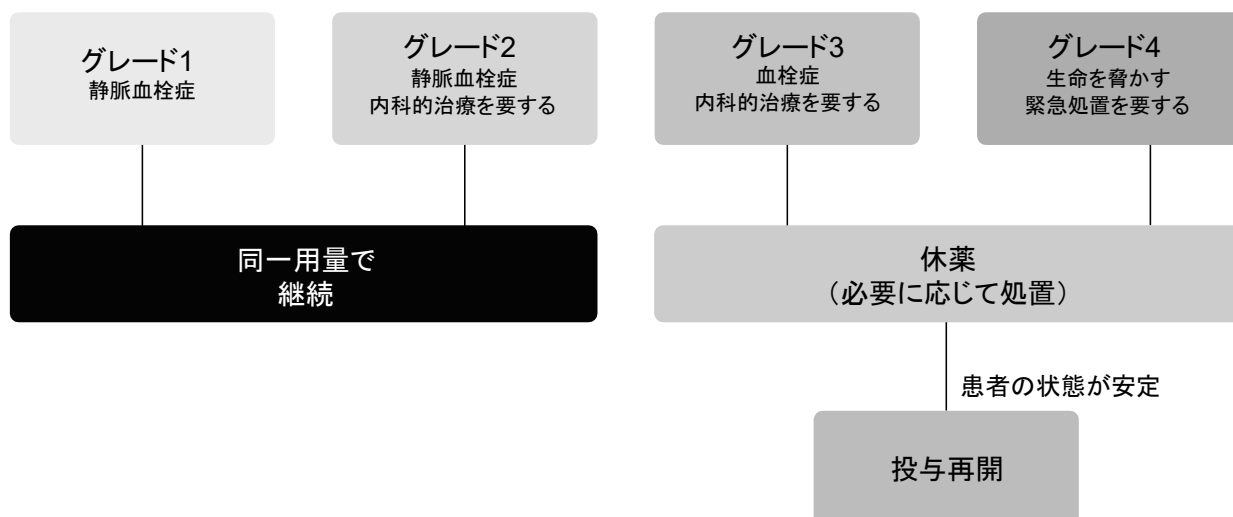 グレード1
静脈血栓症
グレード2
静脈血栓症
内科的治療を要する
グレード3
血栓症
内科的治療を要する
グレード4
生命を脅かす
緊急処置を要する
同一用量で
継続
休薬
（必要に応じて処置）
患者の状態が安定
投与再開